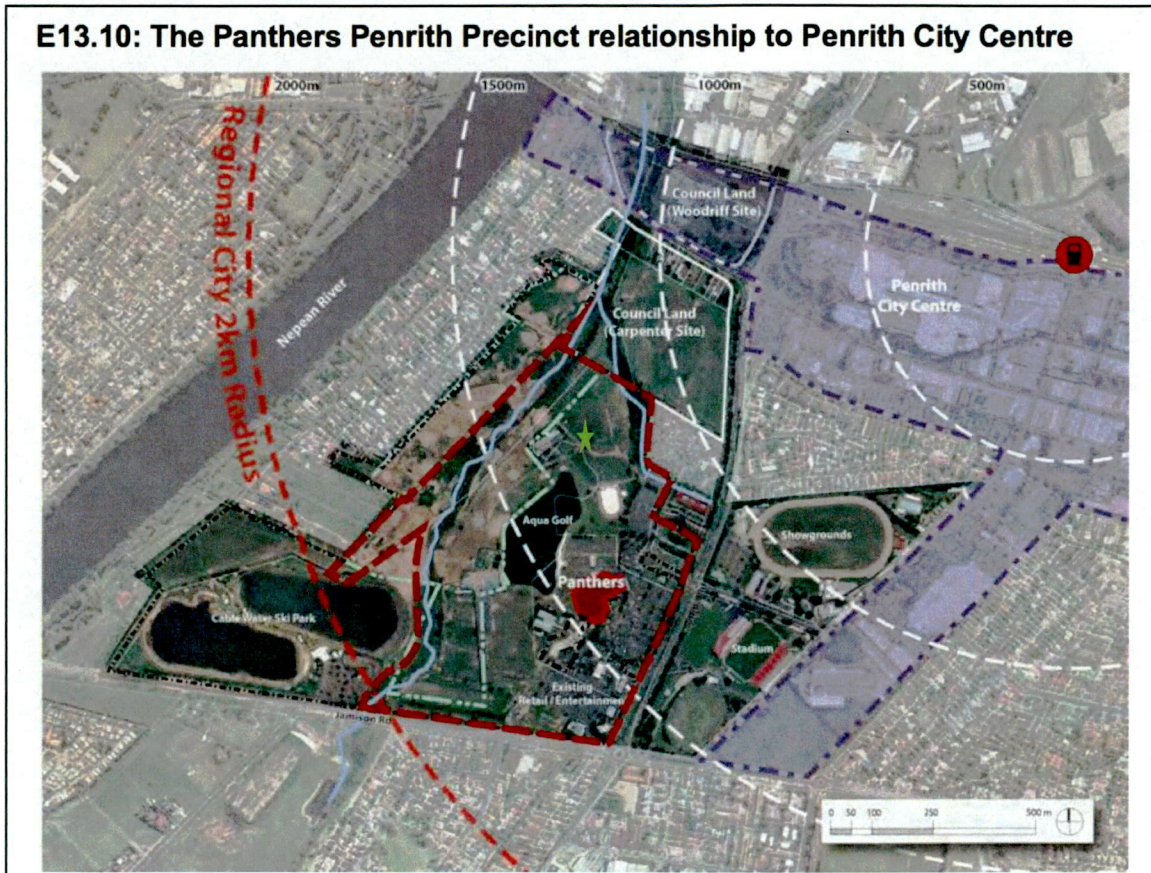 E13.10: The Panthers Penrith Precinct relationship to Penrith City Centre
2000m
1500m
1000m
500m
Regional City 2km Radius
Nepean River
Council Land
(Woodriff Site)
Penrith
City Centre
Council Land
(Carpenter Site)
Aqua Golf
Showgrounds
Panthers
Cable Water Ski Park
Stadium
Existing
Retail / Entertainmen
Jamison Rd
0 50 100 250 500 m